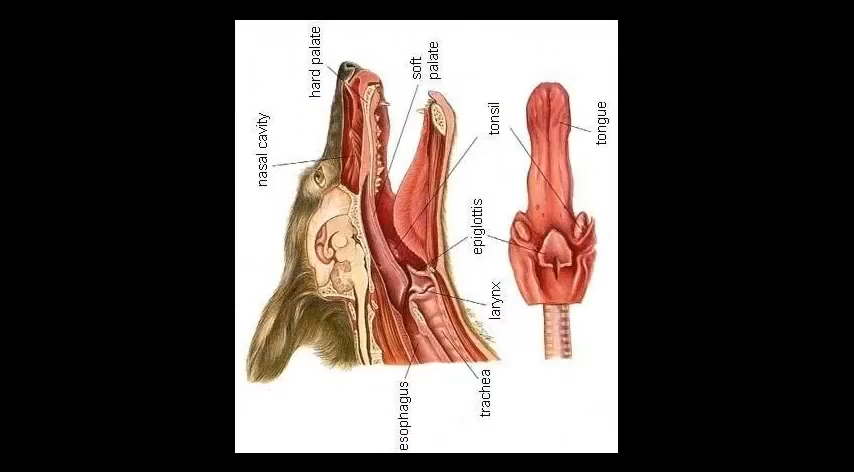 hard palate
soft
palate
nasal cavity
tonsil
tongue
epiglottis
larynx
esophagus
trachea